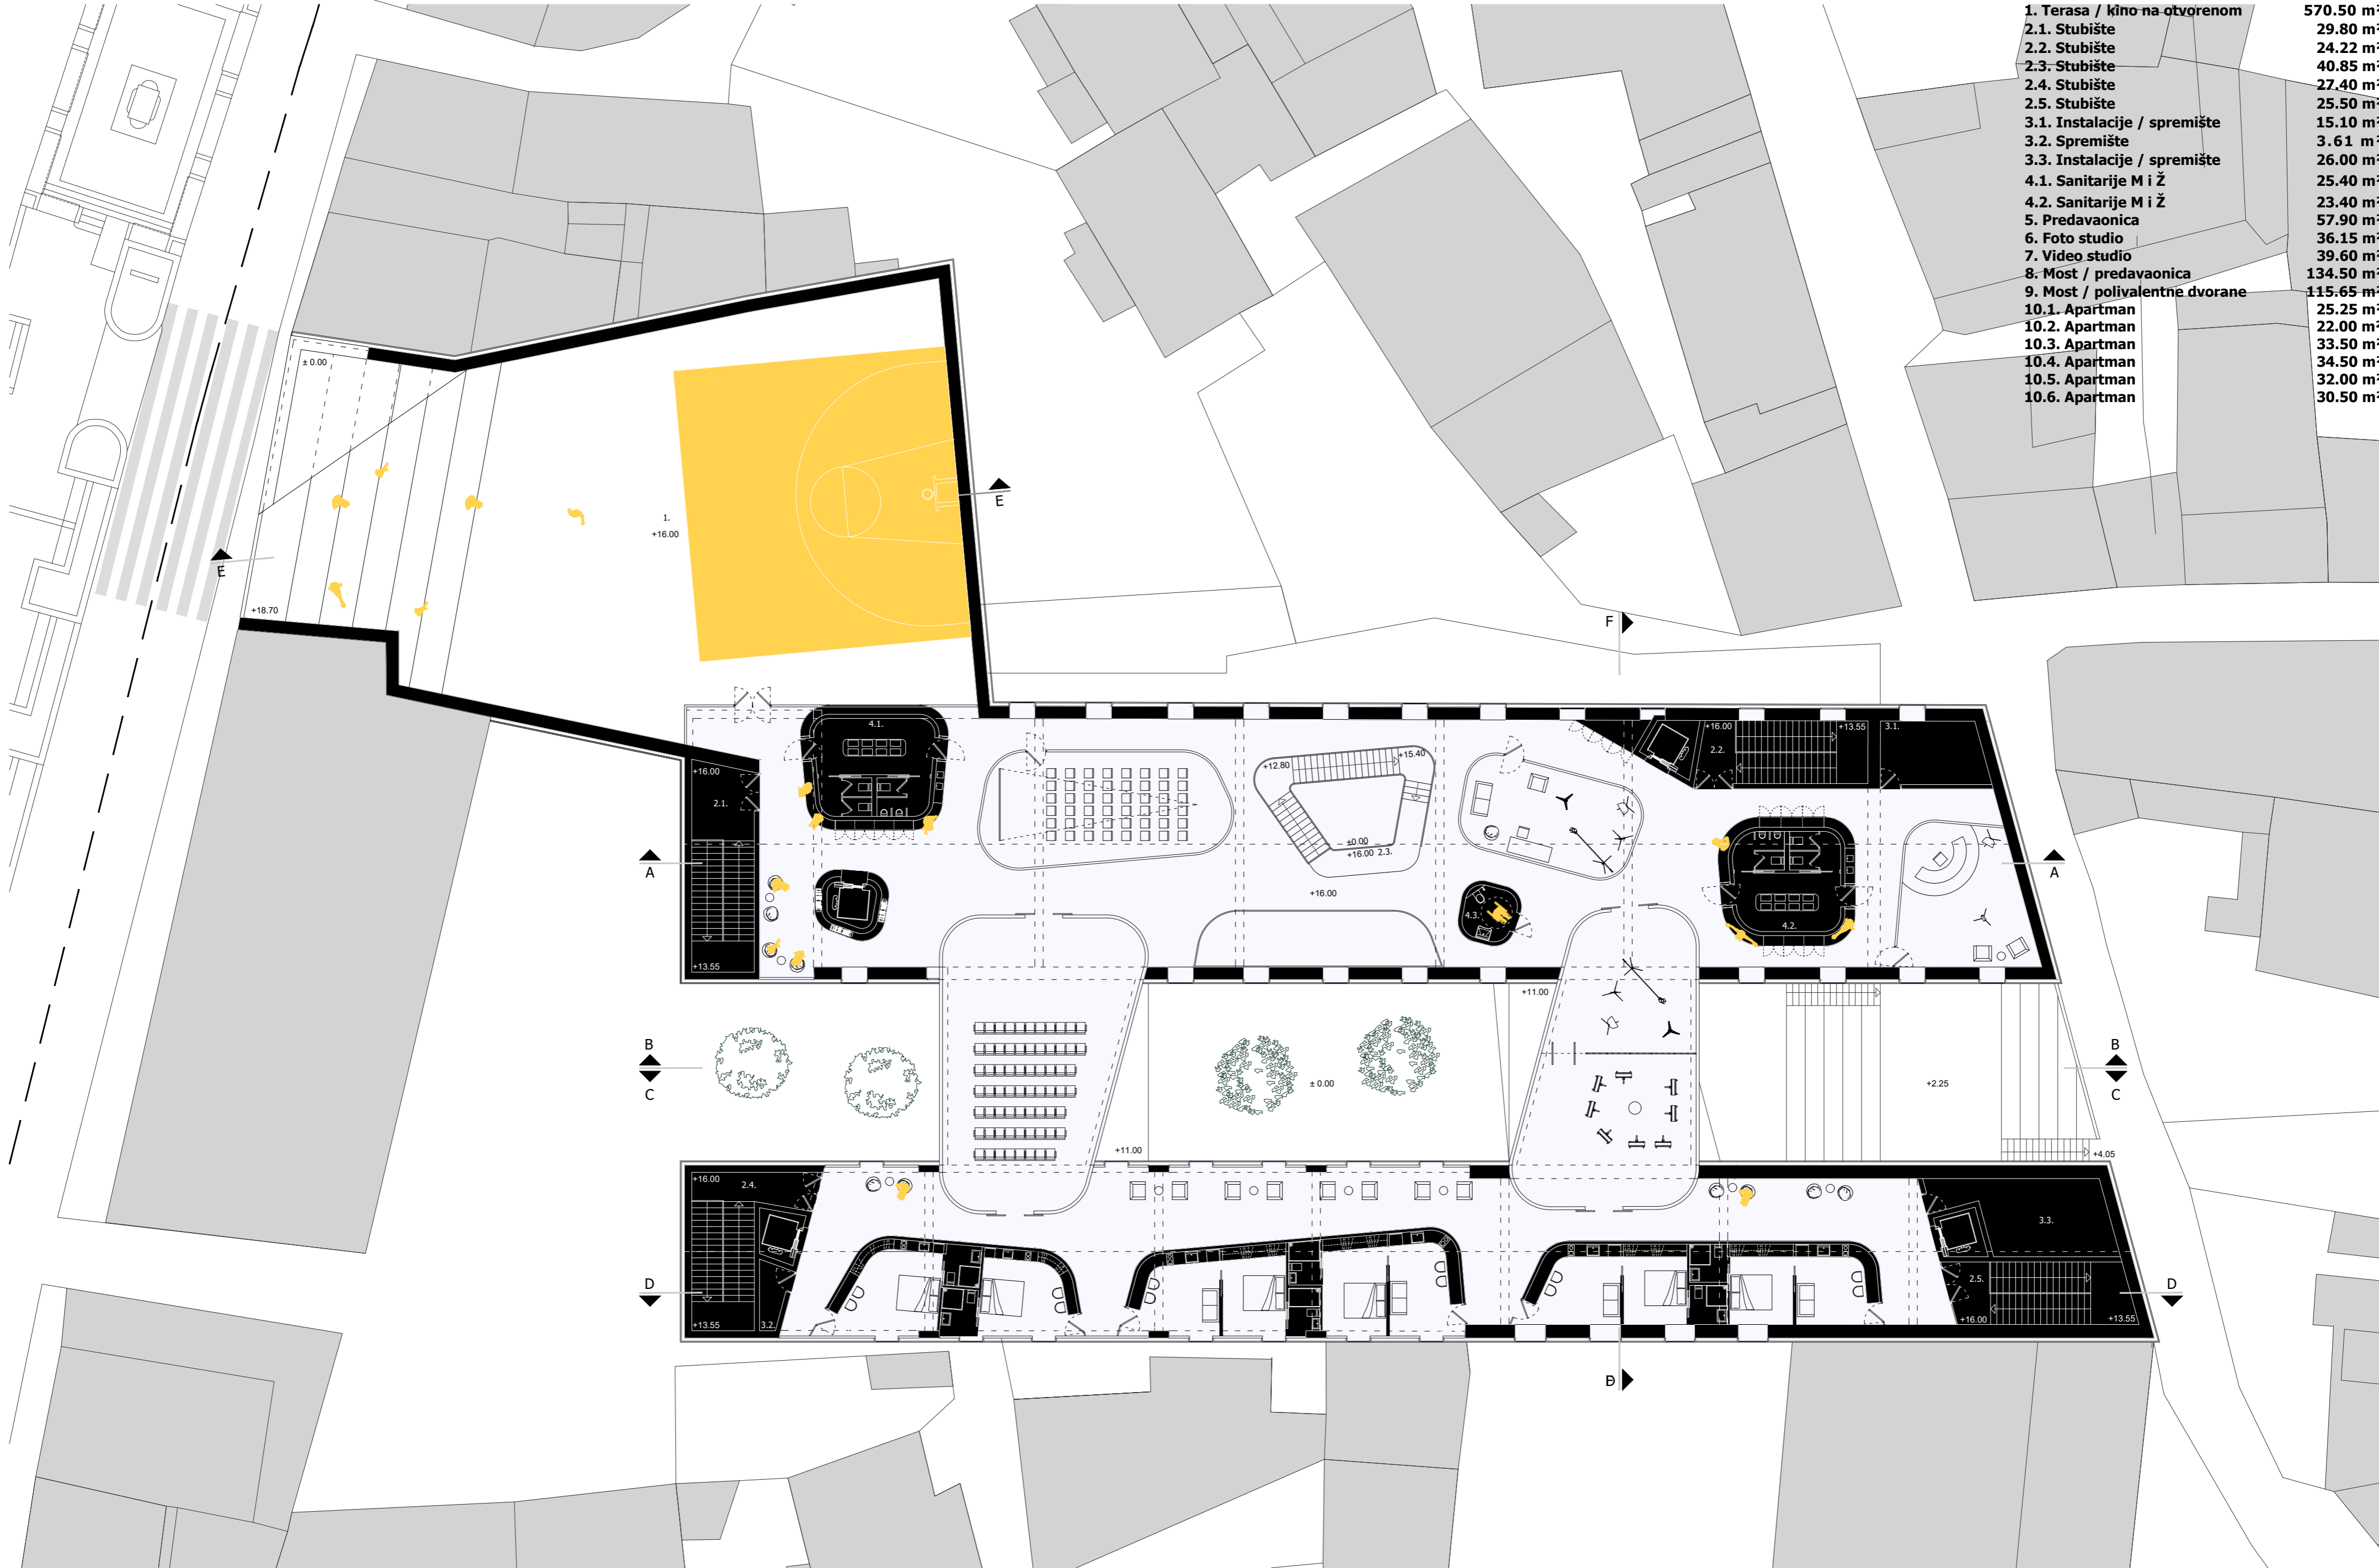 1. Terasa / kino na otvorenom 570.50 m²
2.1. Stubište 29.80 m²
2.2. Stubište 24.22 m²
2.3. Stubište 40.85 m²
2.4. Stubište 27.40 m²
2.5. Stubište 25.50 m²
3.1. Instalacije / spremište 15.10 m²
3.2. Spremište 3.61 m²
3.3. Instalacije / spremište 26.00 m²
4.1. Sanitarije M i Ž 25.40 m²
4.2. Sanitarije M i Ž 23.40 m²
5. Predavaonica 57.90 m²
6. Foto studio 36.15 m²
7. Video studio 39.60 m²
8. Most / predavaonica 134.50 m²
9. Most / polivalentne dvorane 115.65 m²
10.1. Apartman 25.25 m²
10.2. Apartman 22.00 m²
10.3. Apartman 33.50 m²
10.4. Apartman 34.50 m²
10.5. Apartman 32.00 m²
10.6. Apartman 30.50 m²
± 0.00
E
1.
+16.00
E
+18.70
F
4.1.
+16.00
+13.55
3.1.
2.2.
+15.40
+12.80
+16.00
2.1.
±0.00
+16.00 2.3.
A
A
+16.00
4.3.
4.2.
+13.55
+11.00
B
C
± 0.00
+2.25
B
C
+11.00
+4.05
+16.00
2.4.
3.3.
2.5.
D
D
+13.55
3.2.
+16.00
+13.55